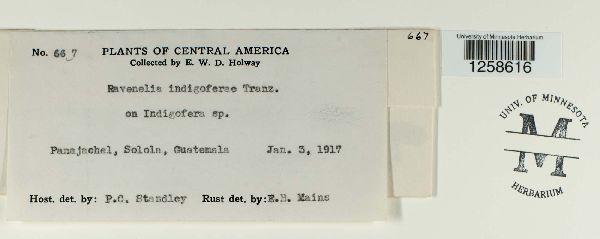 No. 667 PLANTS OF CENTRAL AMERICA
Collected by E. W. D. Holway
Ravenelia indigoferae Tranz.
on Indigofera sp.
Panajachel, Solola, Guatemala Jan. 3, 1917
Host. det. by: P.C. Standley Rust det. by: E.B. Mains
667
University of Minnesota Herbarium
1258616
UNIV. OF MINNESOTA
M
HERBARIUM